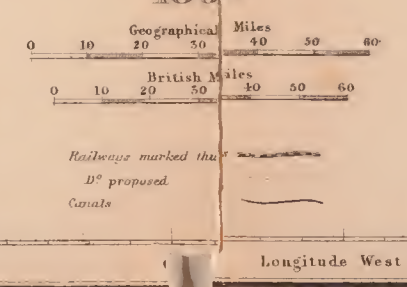 Geographical Miles
0 10 20 30 40 50 60
British Miles
0 10 20 30 40 50 60
Railways marked thus
Dº proposed
Canals
Longitude West